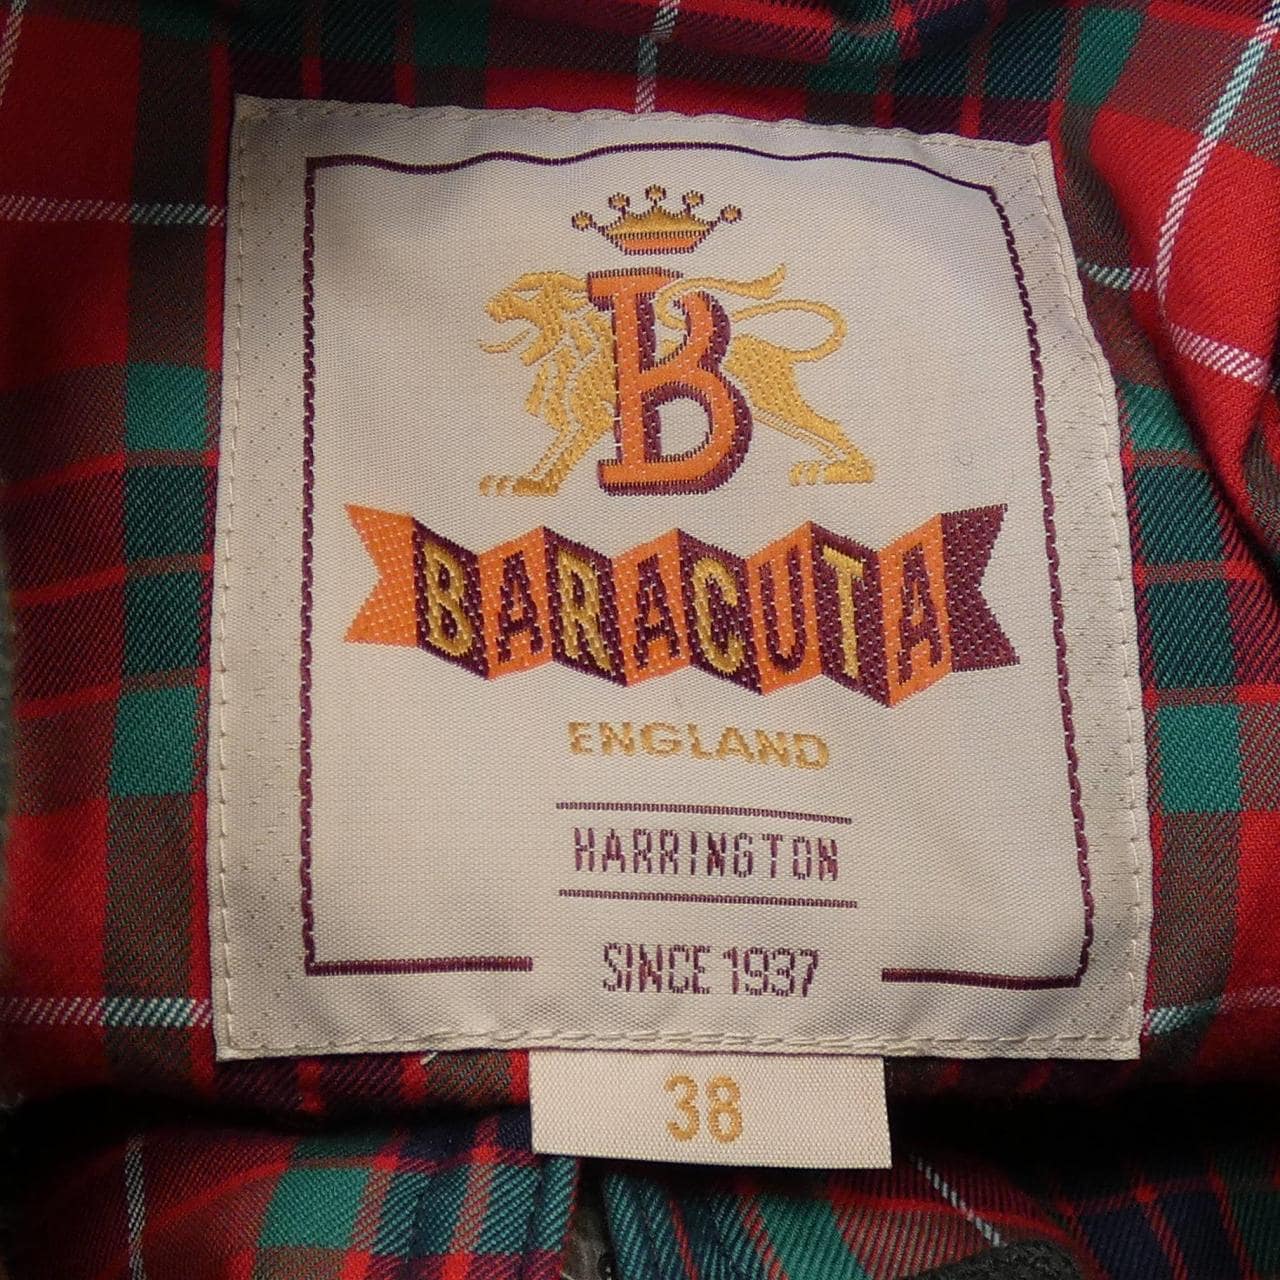 B
BARACUTA
ENGLAND
HARRINGTON
SINCE 1937
38